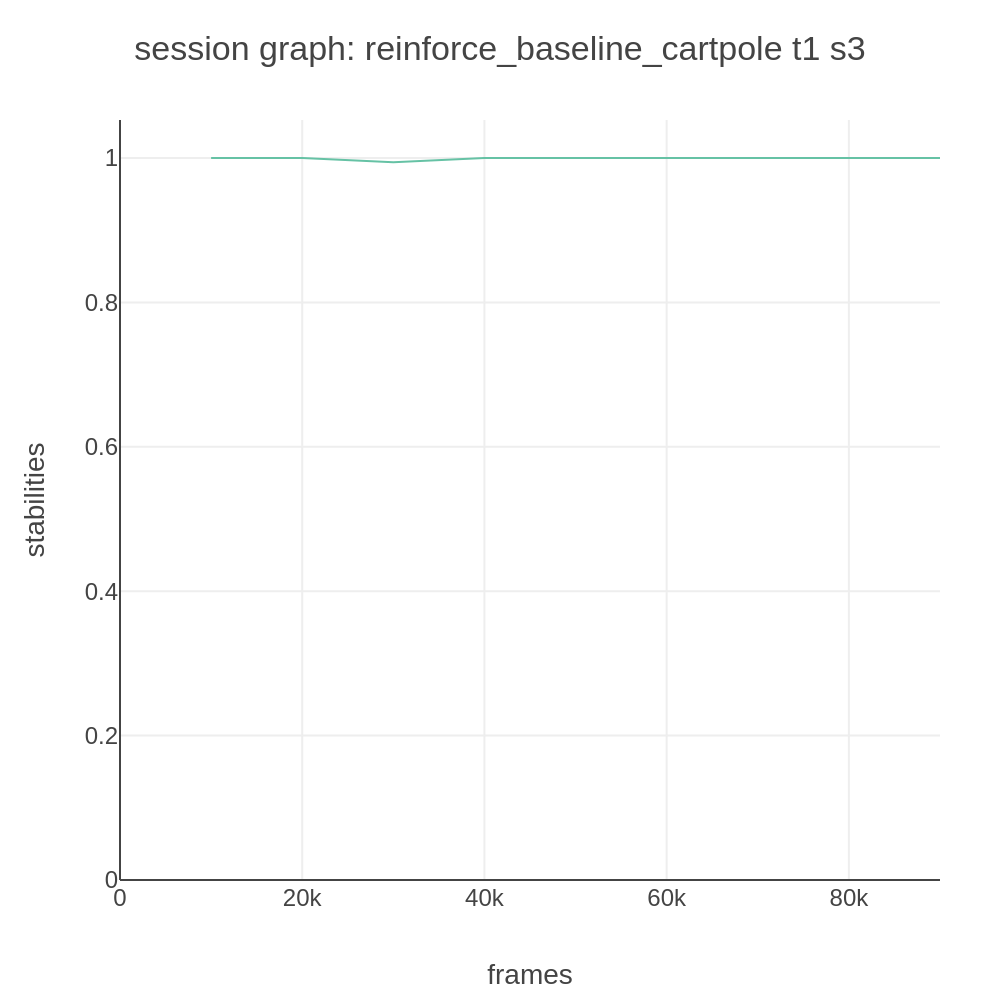 session graph: reinforce_baseline_cartpole t1 s3
1
0.8
0.6
0.4
0.2
0
stabilities
0 20k 40k 60k 80k
frames